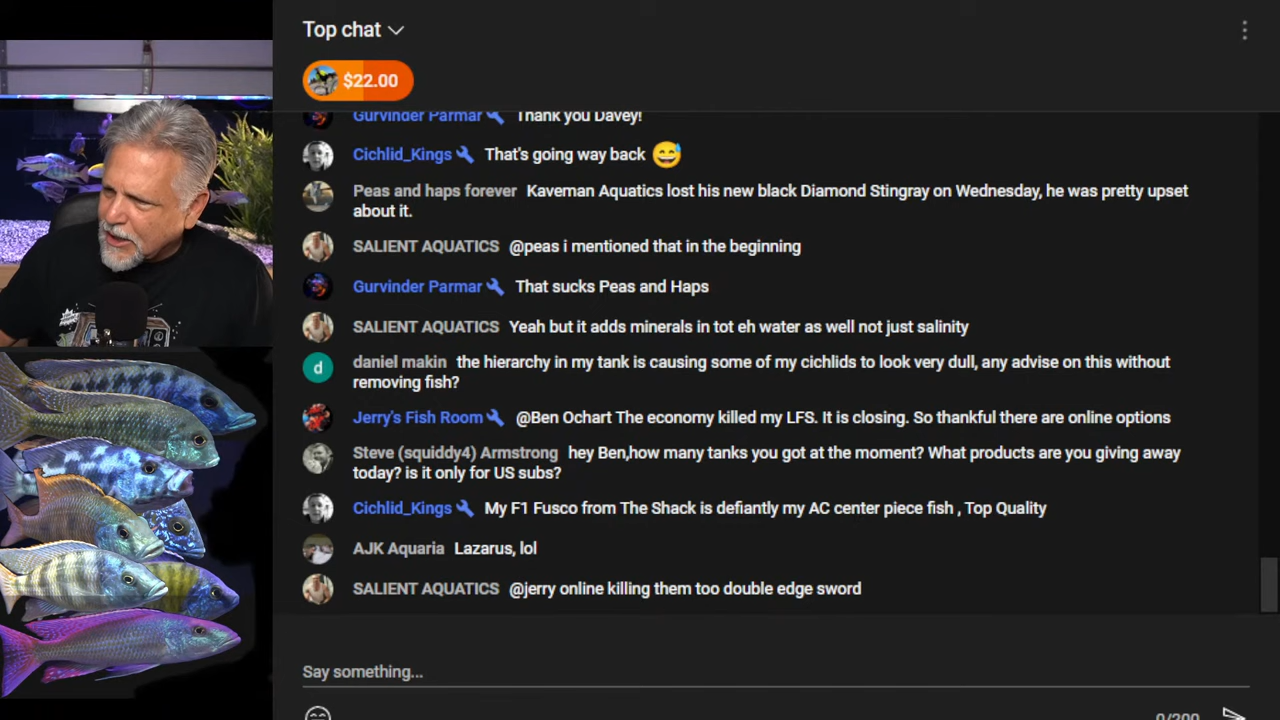 Top chat
$22.00
Gurvinder Parmar Thank you Davey!
Cichlid_Kings That's going way back 😅
Peas and haps forever Kaveman Aquatics lost his new black Diamond Stingray on Wednesday, he was pretty upset
about it.
SALIENT AQUATICS @peas i mentioned that in the beginning
Gurvinder Parmar That sucks Peas and Haps
SALIENT AQUATICS Yeah but it adds minerals in tot eh water as well not just salinity
d
daniel makin the hierarchy in my tank is causing some of my cichlids to look very dull, any advise on this without
removing fish?
Jerry's Fish Room @Ben Ochart The economy killed my LFS. It is closing. So thankful there are online options
Steve (squiddy4) Armstrong hey Ben,how many tanks you got at the moment? What products are you giving away
today? is it only for US subs?
Cichlid_Kings My F1 Fusco from The Shack is defiantly my AC center piece fish , Top Quality
AJK Aquaria Lazarus, lol
SALIENT AQUATICS @jerry online killing them too double edge sword
Say something...
0/200